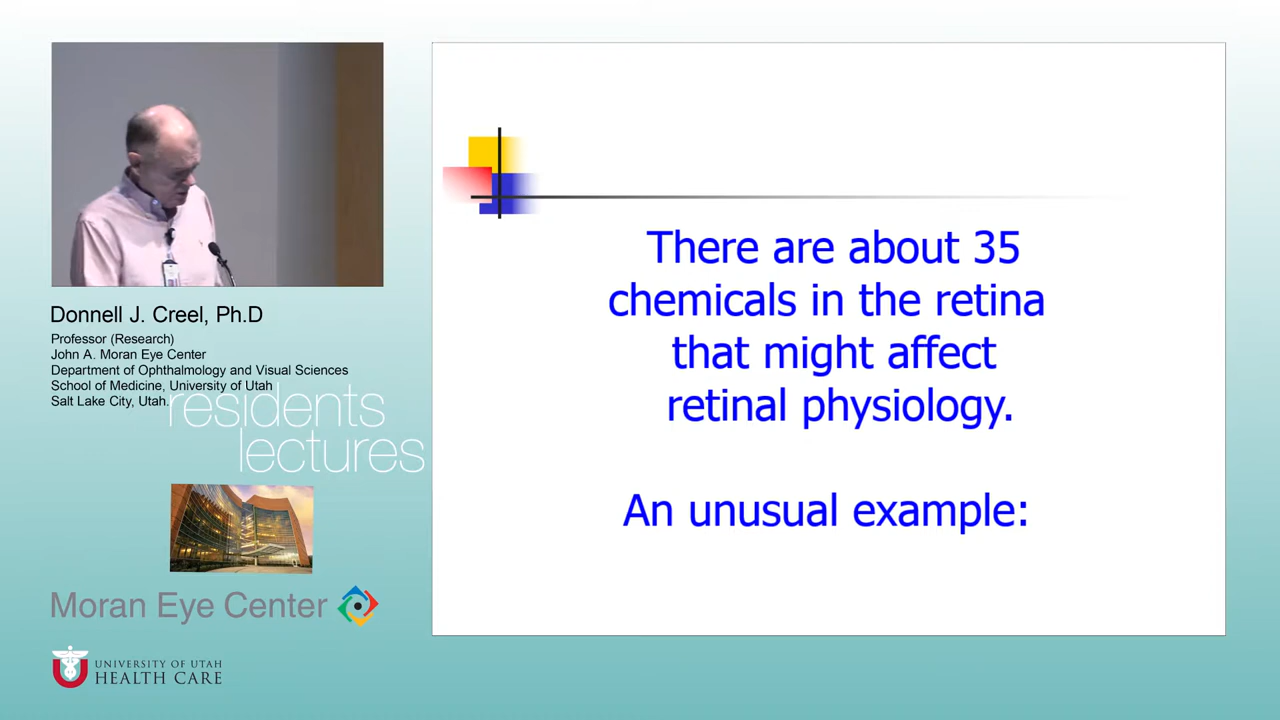 Donnell J. Creel, Ph.D
Professor (Research)
John A. Moran Eye Center
Department of Ophthalmology and Visual Sciences
School of Medicine, University of Utah
Salt Lake City, Utah.
residents
lectures
Moran Eye Center
UNIVERSITY OF UTAH
HEALTH CARE
There are about 35
chemicals in the retina
that might affect
retinal physiology.
An unusual example: